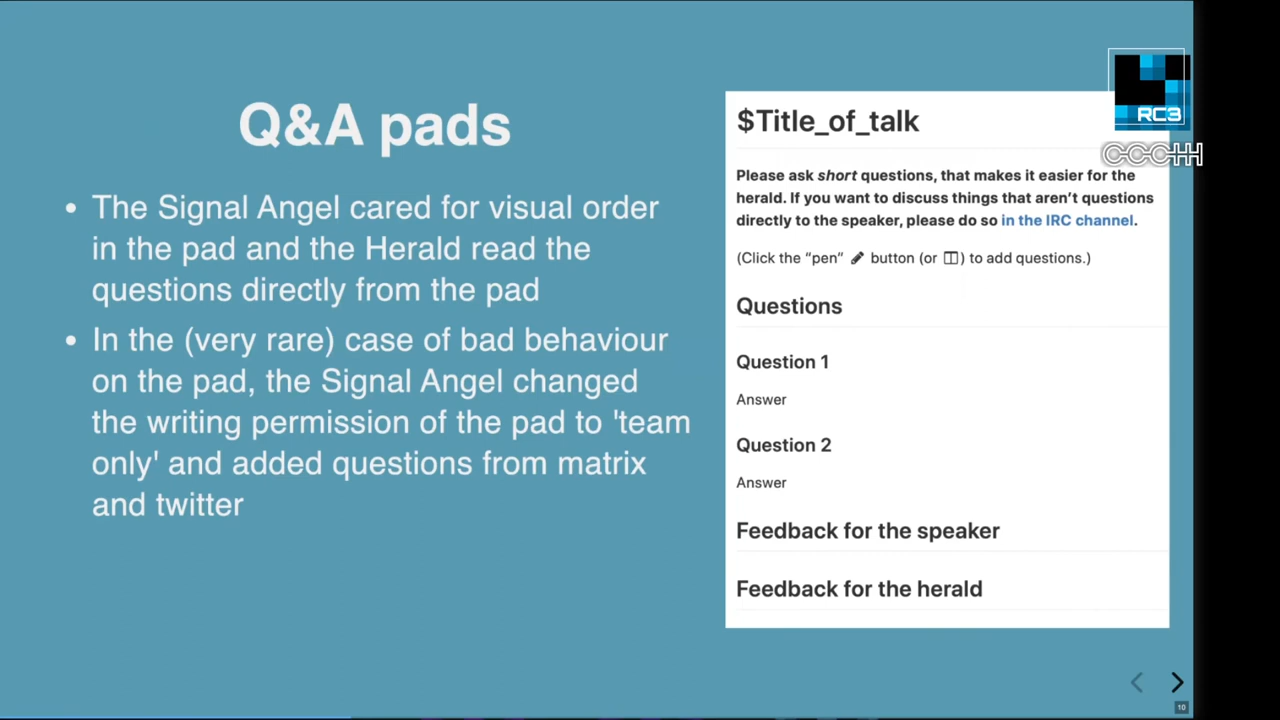 Q&A pads
• The Signal Angel cared for visual order
in the pad and the Herald read the
questions directly from the pad
• In the (very rare) case of bad behaviour
on the pad, the Signal Angel changed
the writing permission of the pad to 'team
only' and added questions from matrix
and twitter
$Title_of_talk
Please ask short questions, that makes it easier for the
herald. If you want to discuss things that aren’t questions
directly to the speaker, please do so in the IRC channel.
(Click the “pen” button (or ) to add questions.)
Questions
Question 1
Answer
Question 2
Answer
Feedback for the speaker
Feedback for the herald
RC3
CCCHH
10